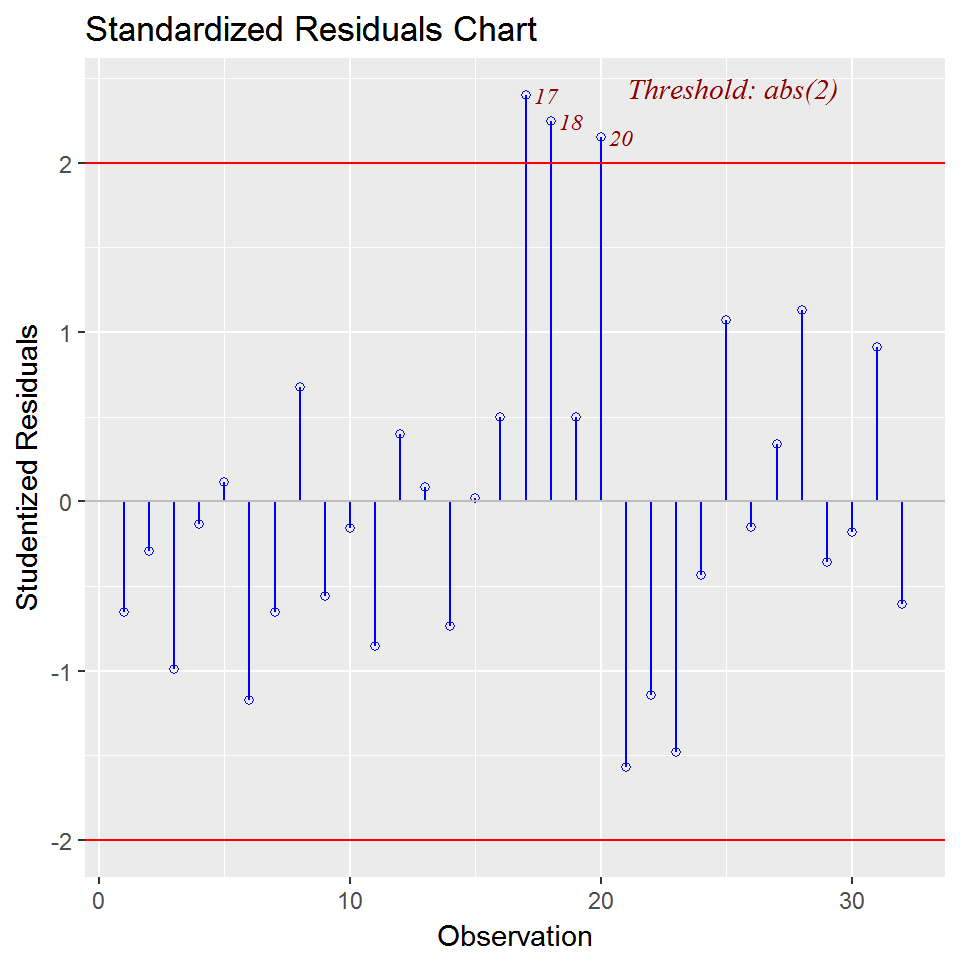 Standardized Residuals Chart
Threshold: abs(2)
17
18
20
2
1
0
-1
-2
Studentized Residuals
0 10 20 30
Observation